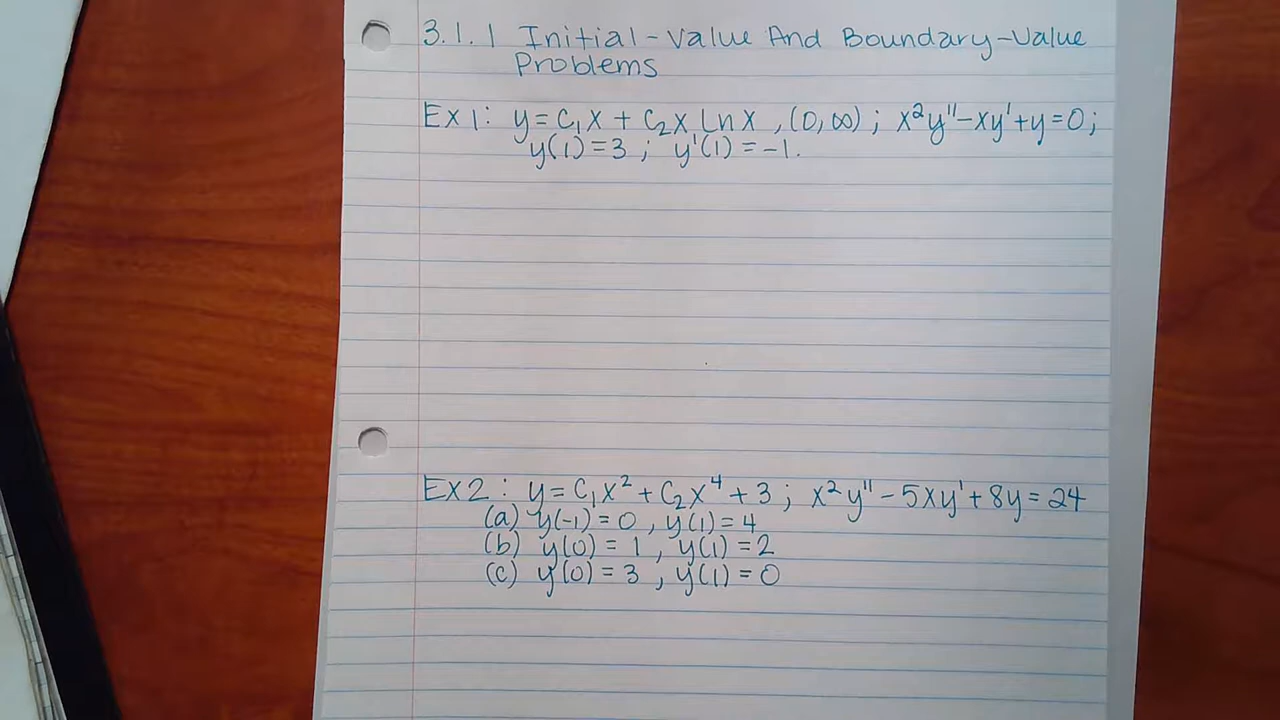 3.1.1 Initial-Value And Boundary-Value
Problems
Ex 1: y = C₁x + C₂x ln x , (0, ∞) ; x²y'' - xy' + y = 0 ;
y(1) = 3 ; y'(1) = -1.
Ex 2 : y = C₁x² + C₂x⁴ + 3 ; x²y'' - 5xy' + 8y = 24
(a) y(-1) = 0 , y(1) = 4
(b) y(0) = 1 , y(1) = 2
(c) y(0) = 3 , y(1) = 0